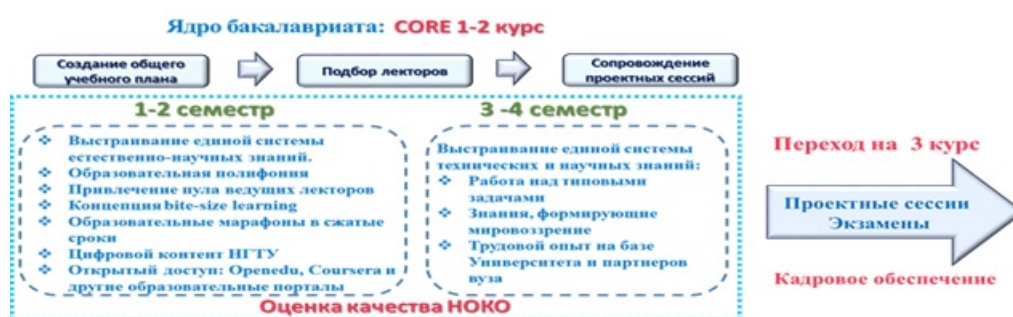 Ядро бакалавриата: CORE 1-2 курс
Создание общего
учебного плана
Подбор лекторов
Сопровождение
проектных сессий
1-2 семестр
Выстраивание единой системы
естественно-научных знаний.
Образовательная полифония
Привлечение пула ведущих лекторов
Концепция bite-size learning
Образовательные марафоны в сжатые
сроки
Цифровой контент НГТУ
Открытый доступ: Openedu, Coursera и
другие образовательные порталы
3 -4 семестр
Выстраивание единой системы
технических и научных знаний:
Работа над типовыми
задачами
Знания, формирующие
мировоззрение
Трудовой опыт на базе
Университета и партнеров
вуза
Оценка качества НОКО
Переход на 3 курс
Проектные сессии
Экзамены
Кадровое обеспечение